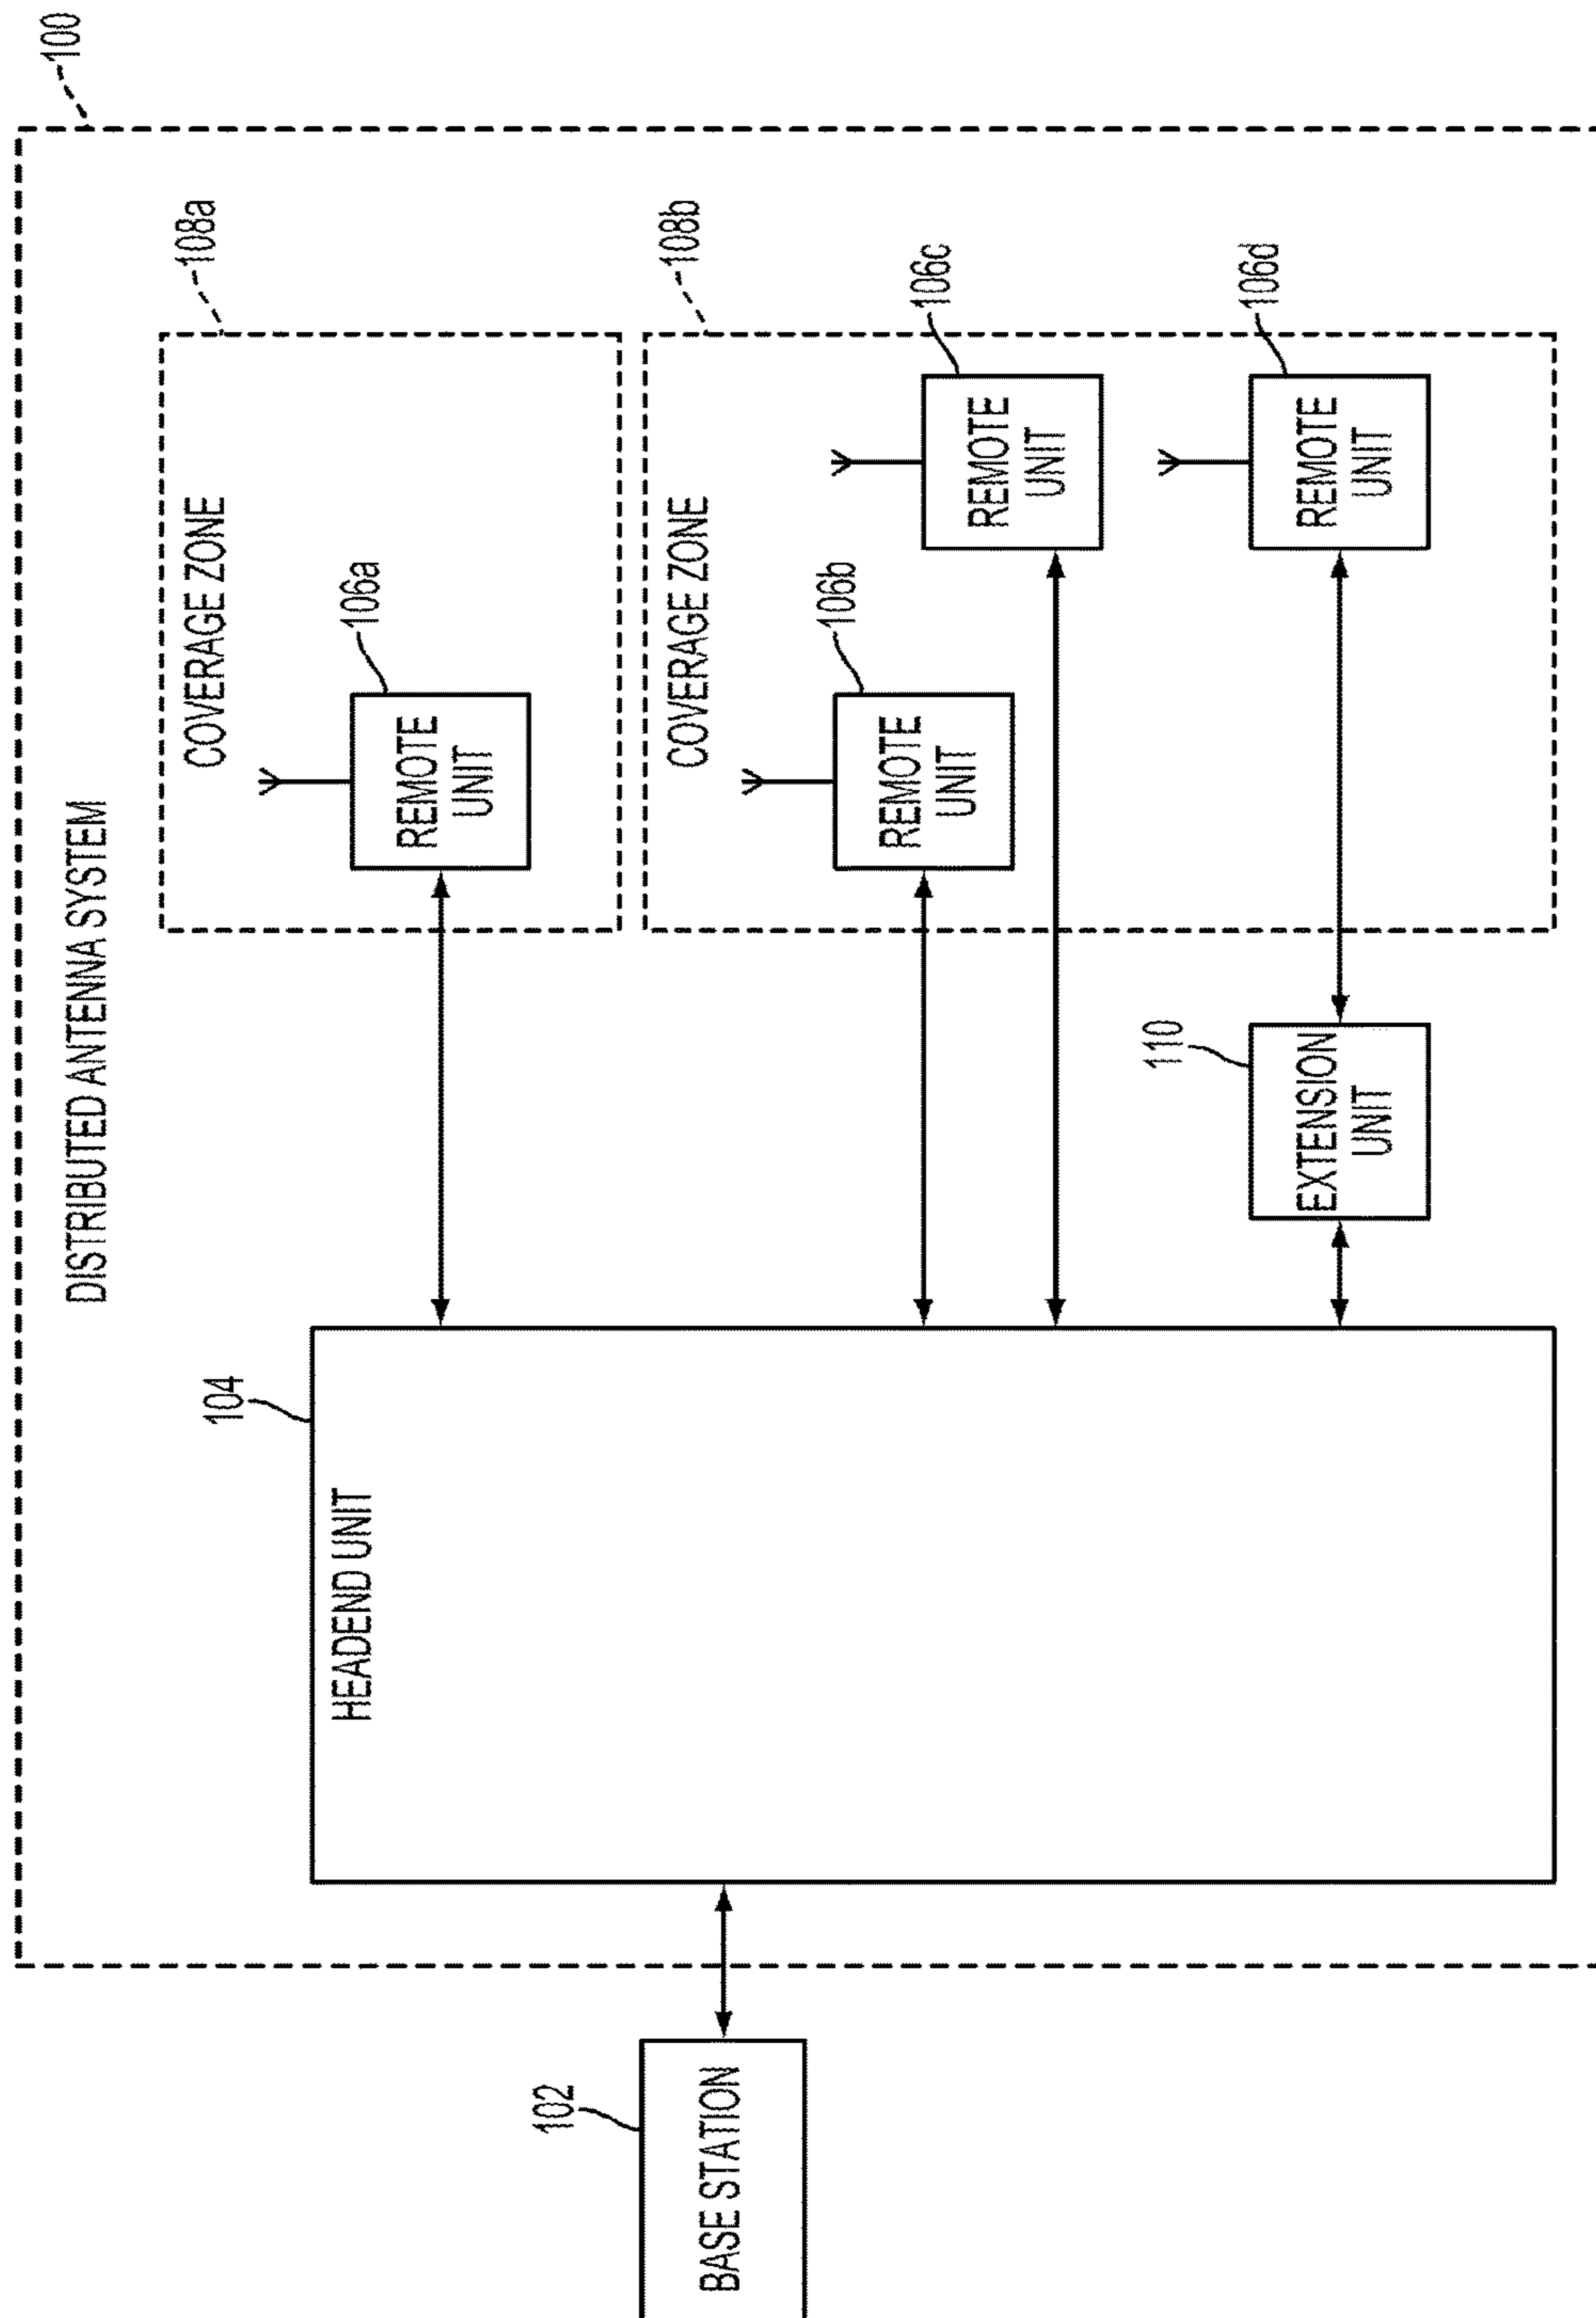 100
DISTRIBUTED ANTENNA SYSTEM
108a
COVERAGE ZONE
106a
REMOTE
UNIT
104
HEADEND UNIT
108b
COVERAGE ZONE
106b
REMOTE
UNIT
106c
REMOTE
UNIT
102
BASE STATION
110
EXTENSION
UNIT
106d
REMOTE
UNIT